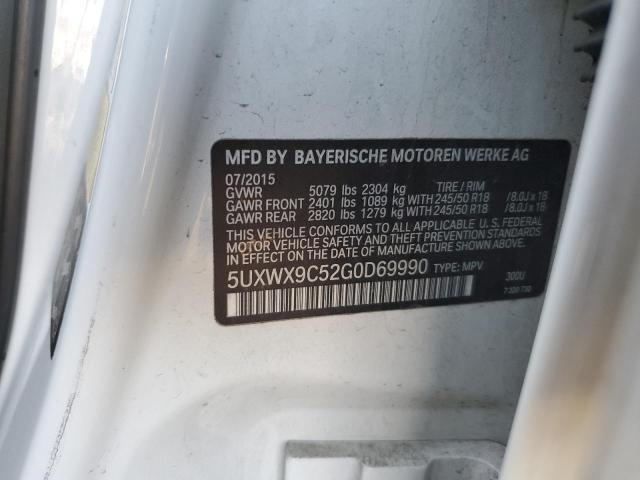 MFD BY BAYERISCHE MOTOREN WERKE AG
07/2015
GVWR 5079 lbs 2304 kg TIRE / RIM
GAWR FRONT 2401 lbs 1089 kg WITH 245/50 R18 / 8.0J x 18
GAWR REAR 2820 lbs 1279 kg WITH 245/50 R18 / 8.0J x 18
THIS VEHICLE CONFORMS TO ALL APPLICABLE U.S. FEDERAL
MOTOR VEHICLE SAFETY, BUMPER, AND THEFT PREVENTION STANDARDS
IN EFFECT ON THE DATE OF MANUFACTURE SHOWN ABOVE.
5UXWX9C52G0D69990 TYPE: MPV
300U